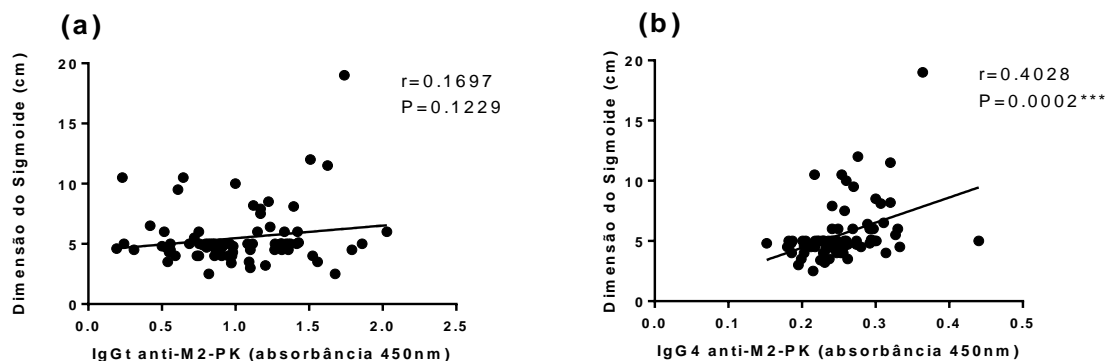 (a)
Dimensão do Sigmoide (cm)
20
15
10
5
0
r=0.1697
P=0.1229
0.0 0.5 1.0 1.5 2.0 2.5
IgGt anti-M2-PK (absorbância 450nm)
(b)
Dimensão do Sigmoide (cm)
20
15
10
5
0
r=0.4028
P=0.0002***
0.0 0.1 0.2 0.3 0.4 0.5
IgG4 anti-M2-PK (absorbância 450nm)